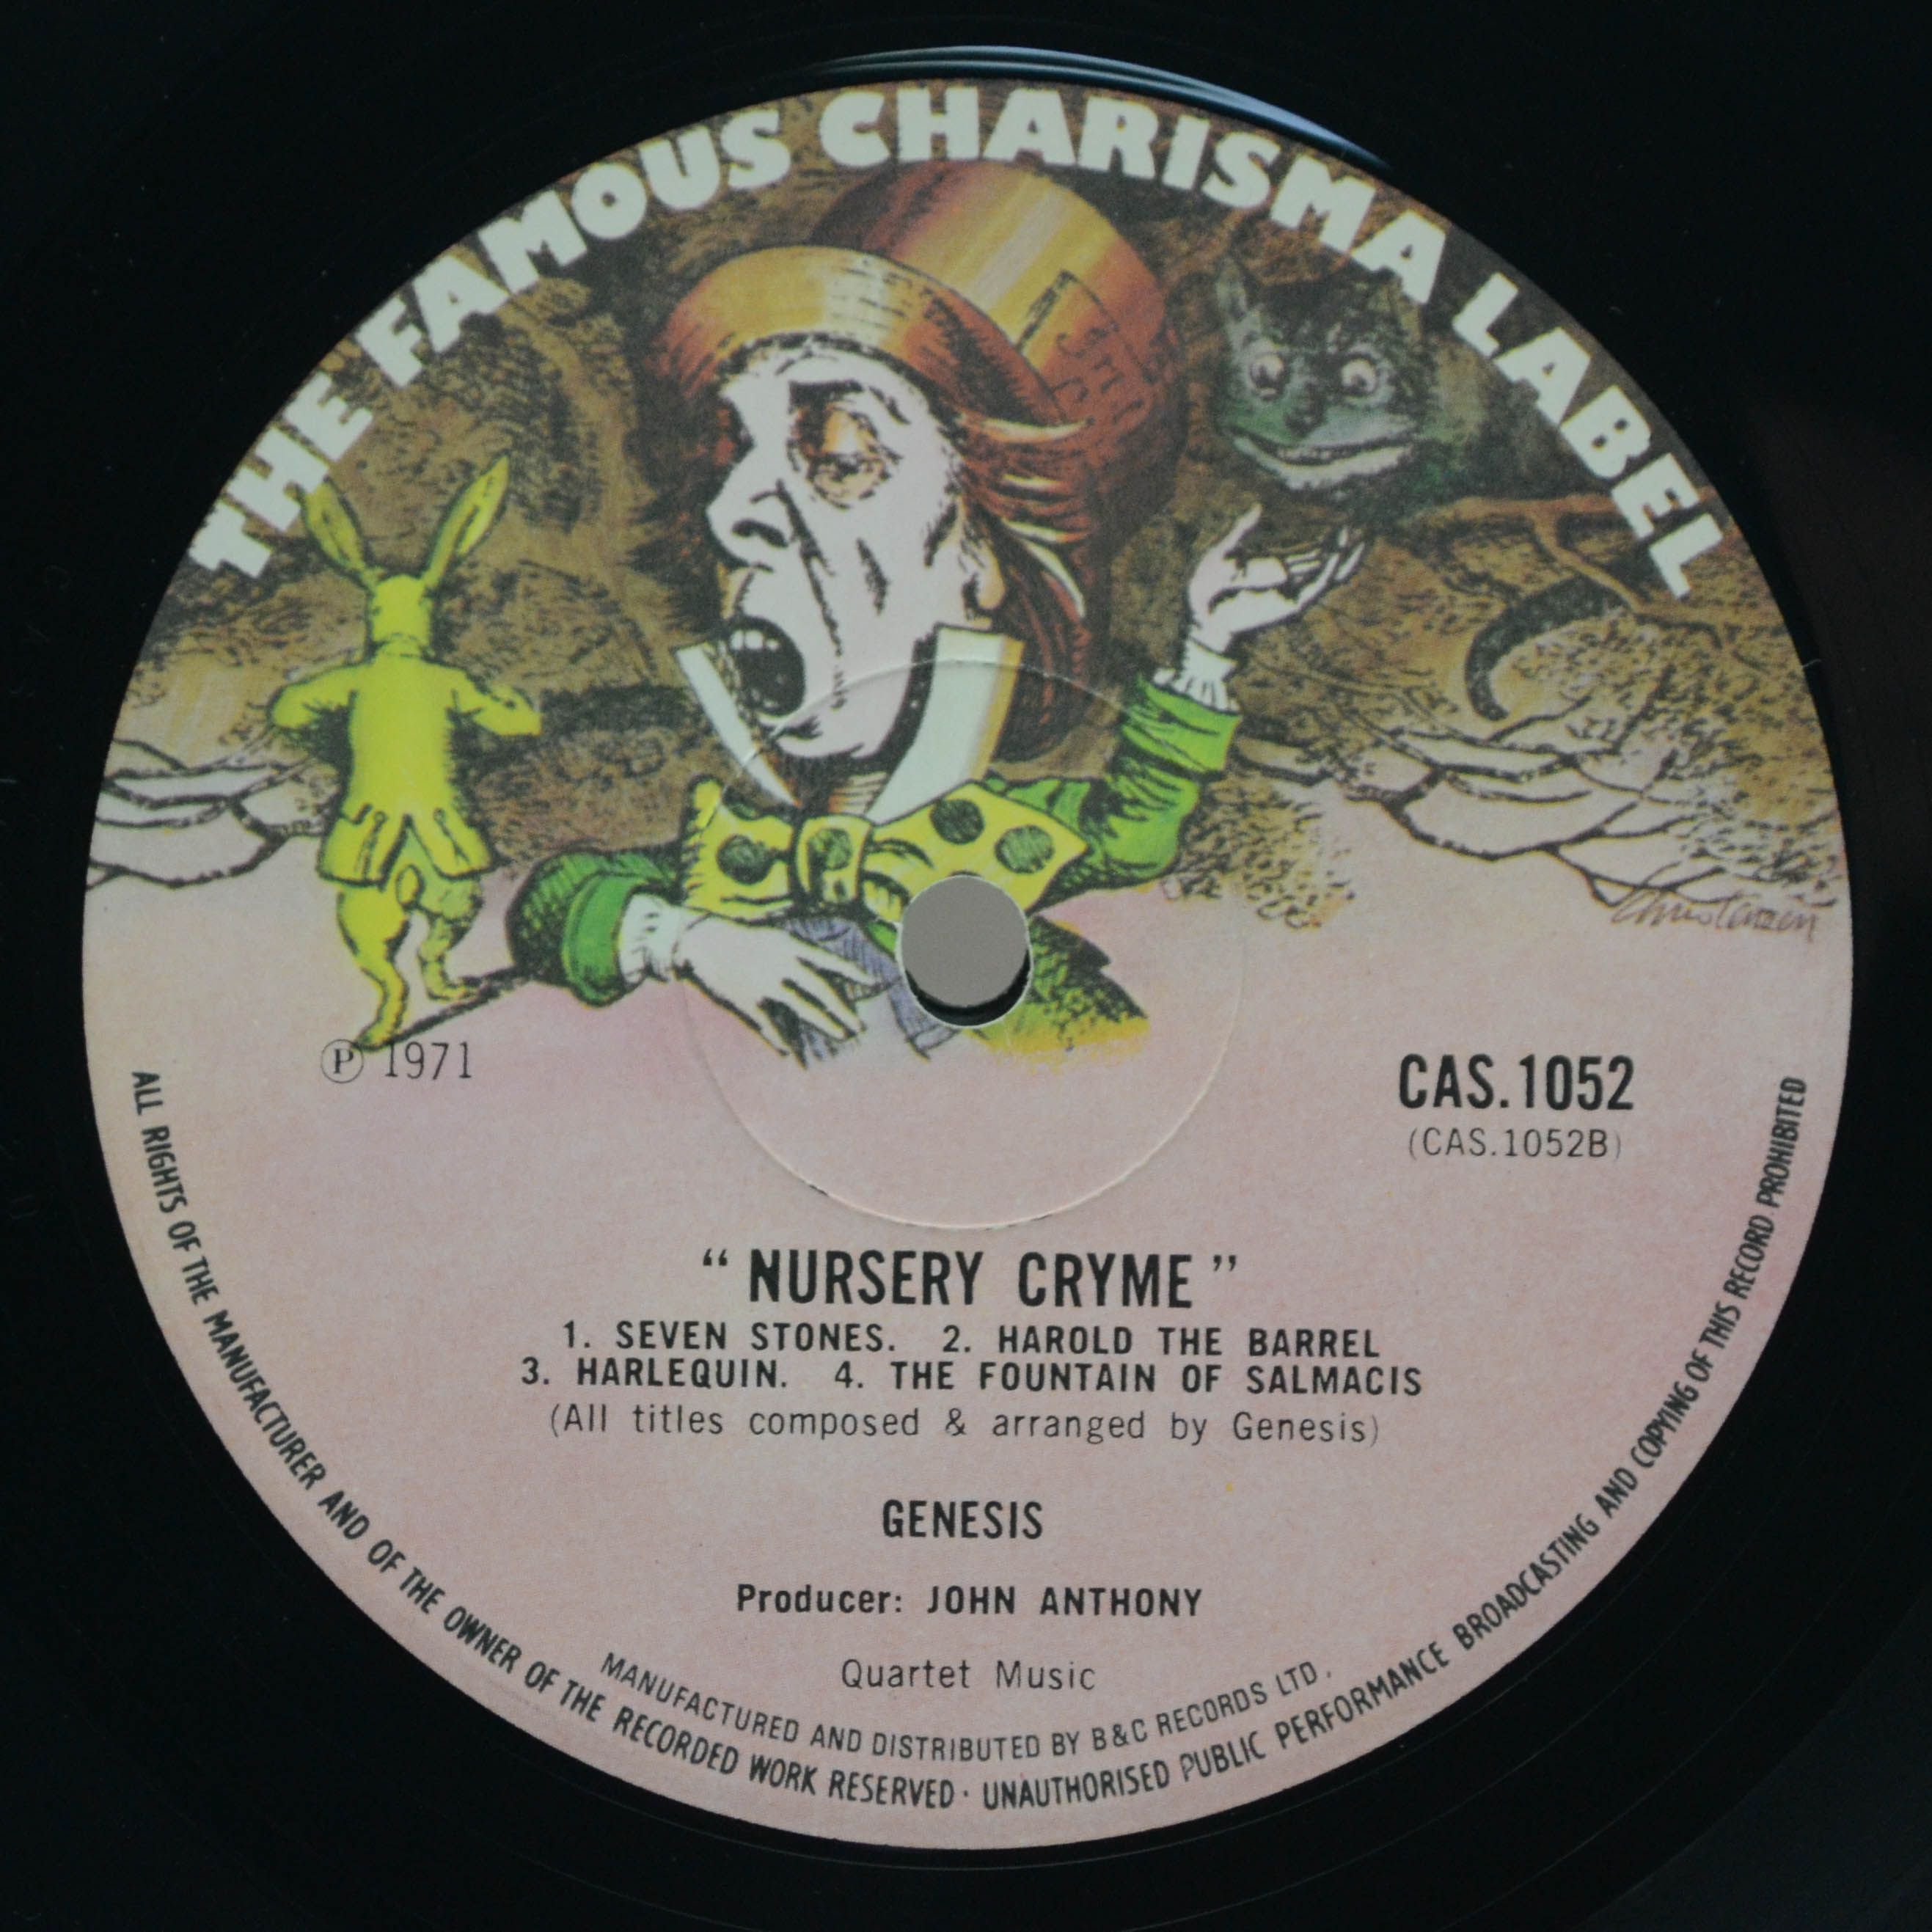 THE FAMOUS CHARISMA LABEL
Ⓟ 1971
CAS.1052
(CAS.1052B)
“NURSERY CRYME”
1. SEVEN STONES. 2. HAROLD THE BARREL
3. HARLEQUIN. 4. THE FOUNTAIN OF SALMACIS
(All titles composed & arranged by Genesis)
GENESIS
Producer: JOHN ANTHONY
Quartet Music
MANUFACTURED AND DISTRIBUTED BY B&C RECORDS LTD.
ALL RIGHTS OF THE MANUFACTURER AND OF THE OWNER OF THE RECORDED WORK RESERVED · UNAUTHORISED PUBLIC PERFORMANCE BROADCASTING AND COPYING OF THIS RECORD PROHIBITED